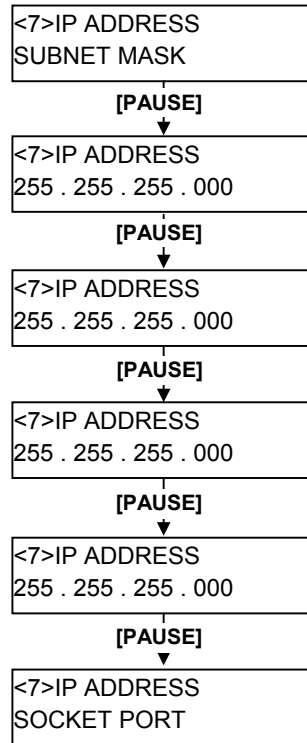 <7>IP ADDRESS
SUBNET MASK
[PAUSE]
<7>IP ADDRESS
255 . 255 . 255 . 000
[PAUSE]
<7>IP ADDRESS
255 . 255 . 255 . 000
[PAUSE]
<7>IP ADDRESS
255 . 255 . 255 . 000
[PAUSE]
<7>IP ADDRESS
255 . 255 . 255 . 000
[PAUSE]
<7>IP ADDRESS
SOCKET PORT